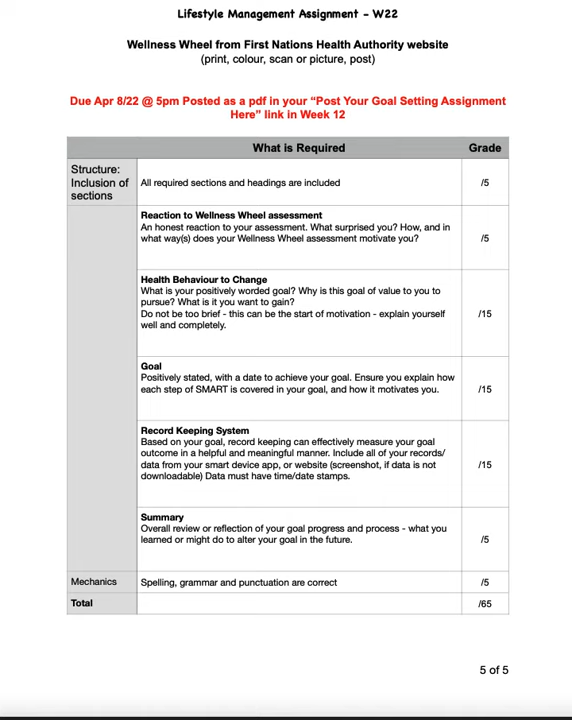 Lifestyle Management Assignment - W22
Wellness Wheel from First Nations Health Authority website
(print, colour, scan or picture, post)
Due Apr 8/22 @ 5pm Posted as a pdf in your “Post Your Goal Setting Assignment
Here” link in Week 12
What is Required Grade
Structure:
Inclusion of
sections
All required sections and headings are included /5
Reaction to Wellness Wheel assessment
An honest reaction to your assessment. What surprised you? How, and in
what way(s) does your Wellness Wheel assessment motivate you? /5
Health Behaviour to Change
What is your positively worded goal? Why is this goal of value to you to
pursue? What is it you want to gain?
Do not be too brief - this can be the start of motivation - explain yourself /15
well and completely.
Goal
Positively stated, with a date to achieve your goal. Ensure you explain how
each step of SMART is covered in your goal, and how it motivates you. /15
Record Keeping System
Based on your goal, record keeping can effectively measure your goal
outcome in a helpful and meaningful manner. Include all of your records/
data from your smart device app, or website (screenshot, if data is not /15
downloadable) Data must have time/date stamps.
Summary
Overall review or reflection of your goal progress and process - what you
learned or might do to alter your goal in the future. /5
Mechanics Spelling, grammar and punctuation are correct /5
Total /65
5 of 5